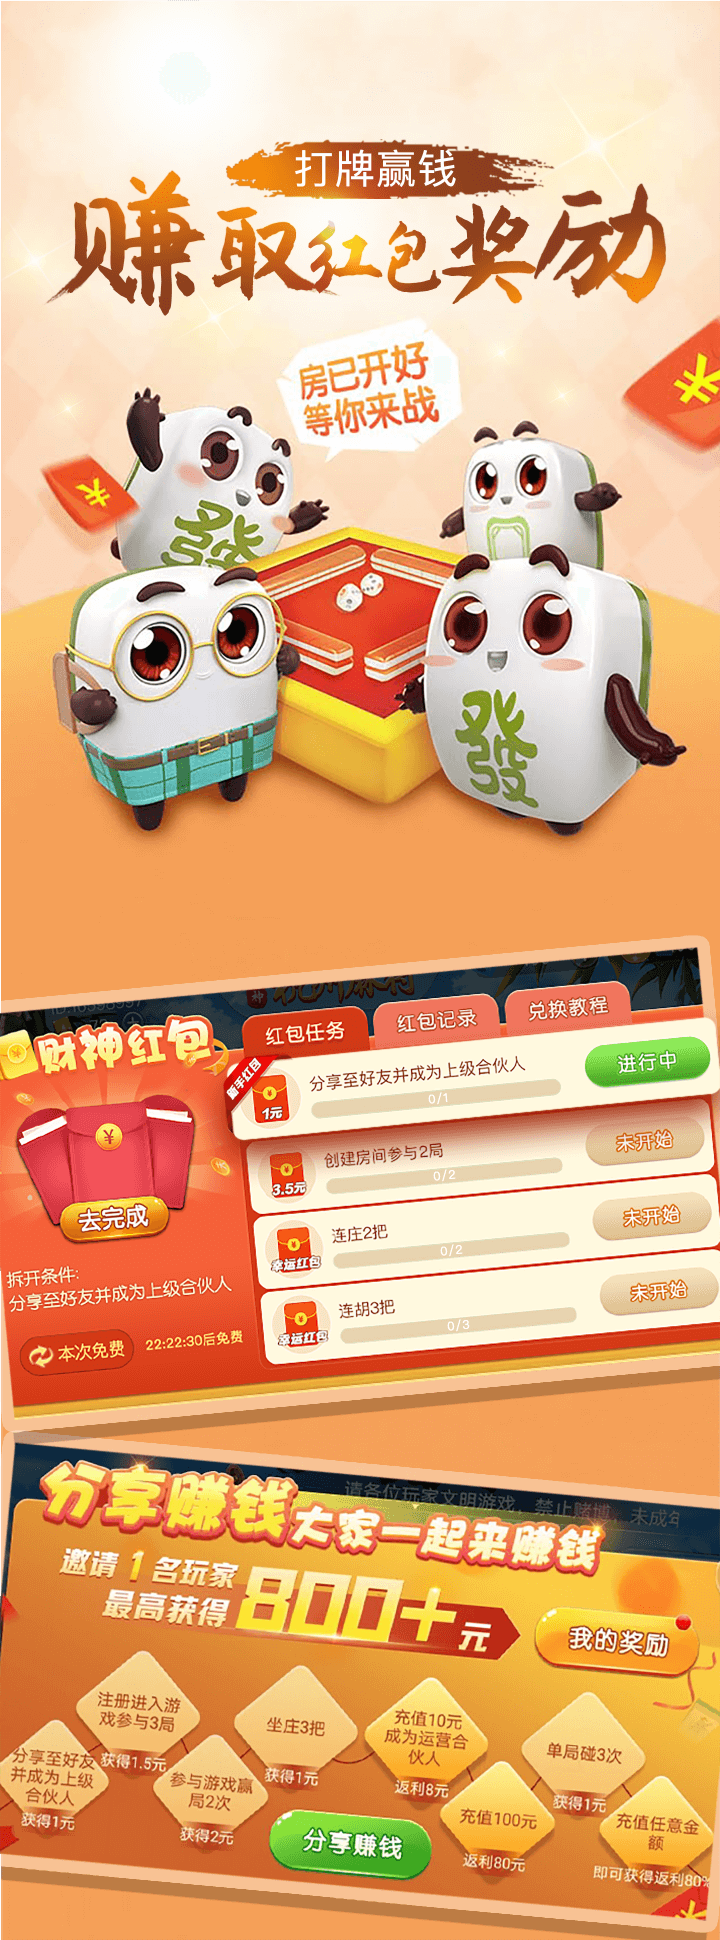 打牌赢钱
赚取红包奖励
房已开好
等你来战
發
發
财神红包
红包任务
红包记录
兑换教程
新手红包
1元
分享至好友并成为上级合伙人
0/1
进行中
3.5元
创建房间参与2局
0/2
未开始
去完成
幸运红包
连庄2把
0/2
未开始
拆开条件:
分享至好友并成为上级合伙人
幸运红包
连胡3把
0/3
未开始
本次免费
22:22:30后免费
请各位玩家文明游戏，禁止赌博，未成年
分享赚钱大家一起来赚钱
邀请1名玩家
最高获得800+元
我的奖励
注册进入游
戏参与3局
获得1.5元
坐庄3把
获得1元
充值10元
成为运营合
伙人
返利8元
单局碰3次
获得1元
分享至好友
并成为上级
合伙人
获得1元
参与游戏赢
局2次
获得2元
充值100元
返利80元
充值任意金
额
即可获得返利80%
分享赚钱